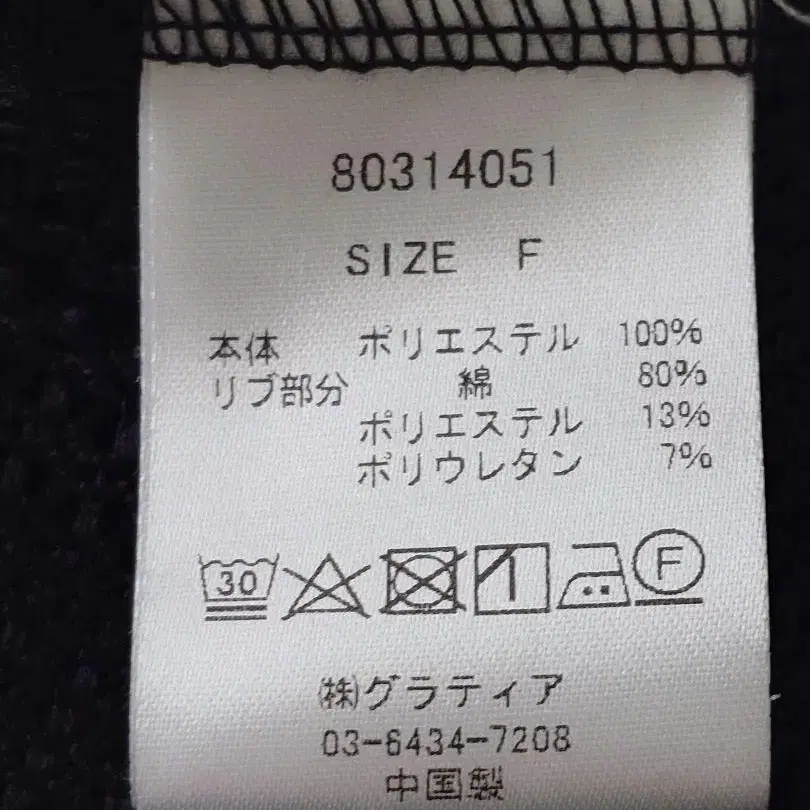 80314051
SIZE F
本体 ポリエステル 100%
リブ部分 綿 80%
ポリエステル 13%
ポリウレタン 7%
30 F
㈱グラティア
03-6434-7208
中国製